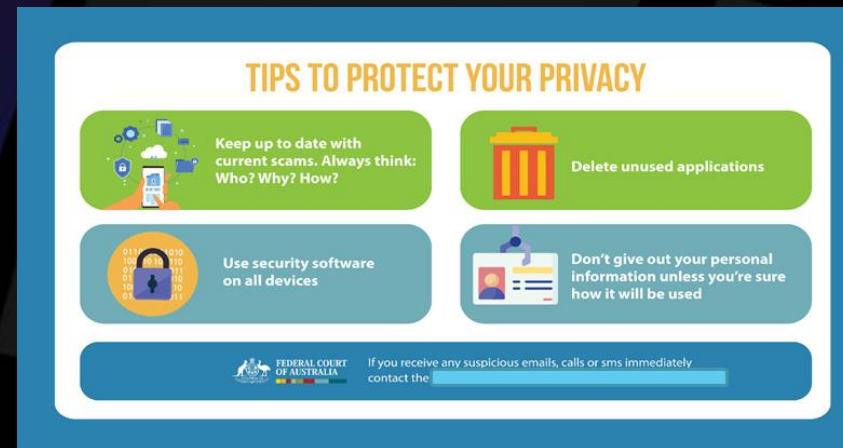 TIPS TO PROTECT YOUR PRIVACY
Keep up to date with
current scams. Always think:
Who? Why? How?
Delete unused applications
Use security software
on all devices
Don't give out your personal
information unless you're sure
how it will be used
FEDERAL COURT
OF AUSTRALIA
If you receive any suspicious emails, calls or sms immediately
contact the